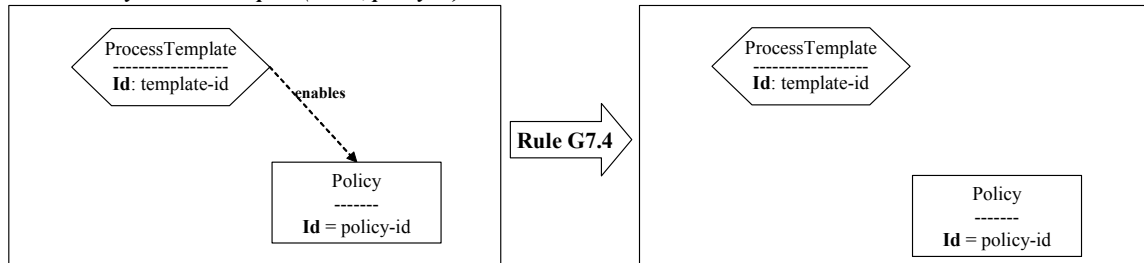 ProcessTemplate
------------------
Id: template-id
enables
Policy
-------
Id = policy-id
Rule G7.4
ProcessTemplate
------------------
Id: template-id
Policy
-------
Id = policy-id